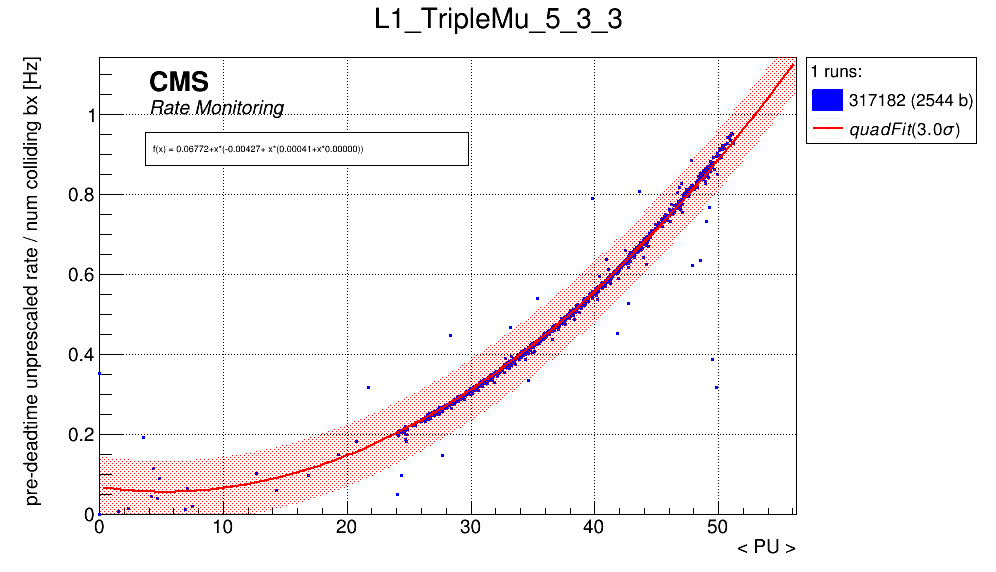 L1_TripleMu_5_3_3
pre-deadtime unprescaled rate / num colliding bx [Hz]
CMS
Rate Monitoring
f(x) = 0.06772+x*(-0.00427+ x*(0.00041+x*0.00000))
1 runs:
317182 (2544 b)
quadFit(3.0σ)
1
0.8
0.6
0.4
0.2
0
0 10 20 30 40 50
< PU >